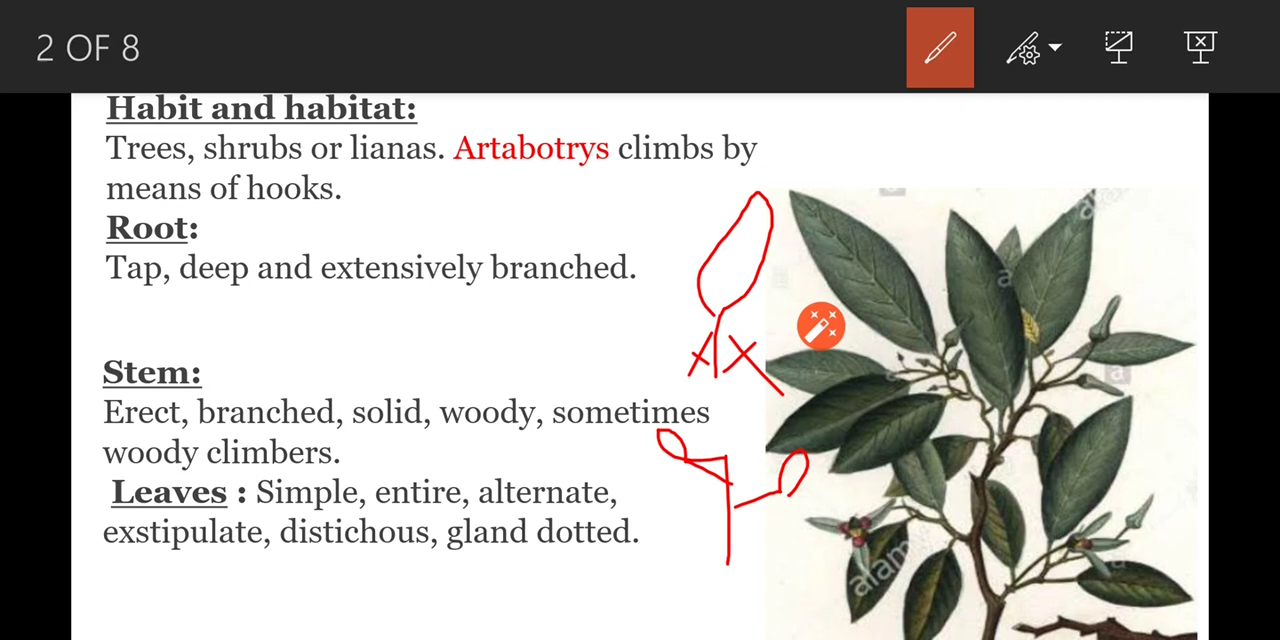 2 OF 8
Habit and habitat:
Trees, shrubs or lianas. Artabotrys climbs by
means of hooks.
Root:
Tap, deep and extensively branched.
Stem:
Erect, branched, solid, woody, sometimes
woody climbers.
Leaves : Simple, entire, alternate,
exstipulate, distichous, gland dotted.
a
a
a
alamy